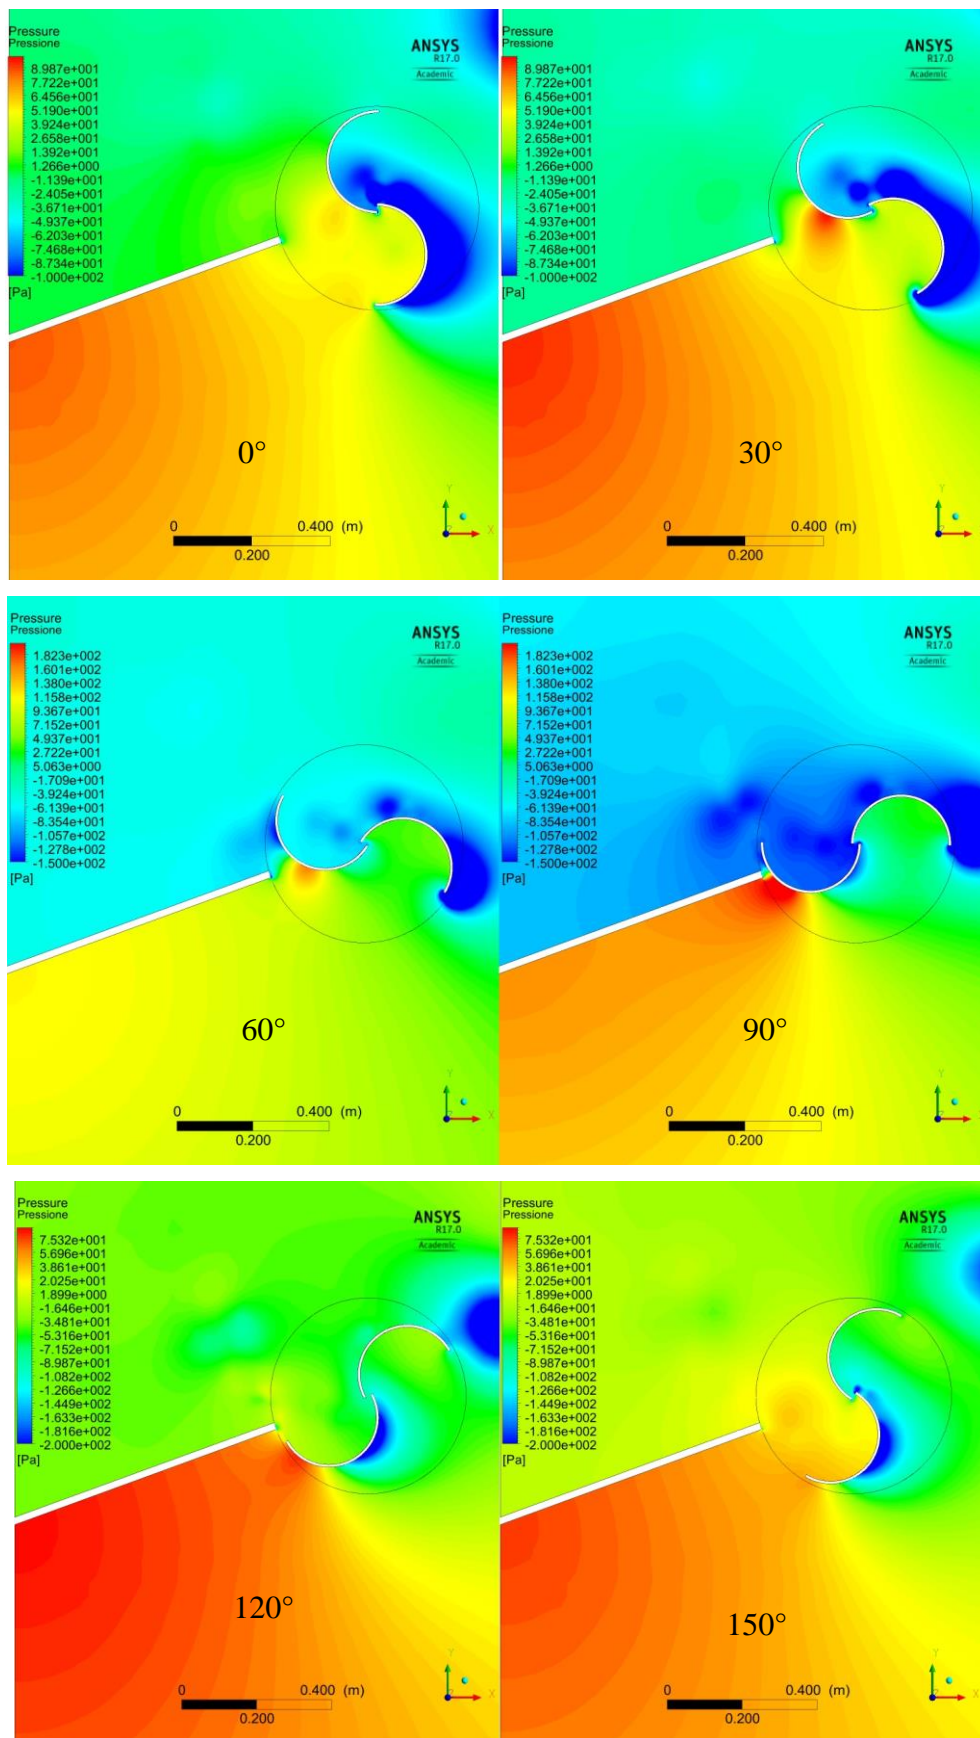 Pressure
Pressione
8.987e+001
7.722e+001
6.456e+001
5.190e+001
3.924e+001
2.658e+001
1.392e+001
1.266e+000
-1.139e+001
-2.405e+001
-3.671e+001
-4.937e+001
-6.203e+001
-7.468e+001
-8.734e+001
-1.000e+002
[Pa]
ANSYS
R17.0
Academic
0°
0 0.400 (m)
0.200
Y
X
Pressure
Pressione
8.987e+001
7.722e+001
6.456e+001
5.190e+001
3.924e+001
2.658e+001
1.392e+001
1.266e+000
-1.139e+001
-2.405e+001
-3.671e+001
-4.937e+001
-6.203e+001
-7.468e+001
-8.734e+001
-1.000e+002
[Pa]
ANSYS
R17.0
Academic
30°
0 0.400 (m)
0.200
Y
X
Pressure
Pressione
1.823e+002
1.601e+002
1.380e+002
1.158e+002
9.367e+001
7.152e+001
4.937e+001
2.722e+001
5.063e+000
-1.709e+001
-3.924e+001
-6.139e+001
-8.354e+001
-1.057e+002
-1.278e+002
-1.500e+002
[Pa]
ANSYS
R17.0
Academic
60°
0 0.400 (m)
0.200
Y
X
Pressure
Pressione
1.823e+002
1.601e+002
1.380e+002
1.158e+002
9.367e+001
7.152e+001
4.937e+001
2.722e+001
5.063e+000
-1.709e+001
-3.924e+001
-6.139e+001
-8.354e+001
-1.057e+002
-1.278e+002
-1.500e+002
[Pa]
ANSYS
R17.0
Academic
90°
0 0.400 (m)
0.200
Y
X
Pressure
Pressione
7.532e+001
5.696e+001
3.861e+001
2.025e+001
1.899e+000
-1.646e+001
-3.481e+001
-5.316e+001
-7.152e+001
-8.987e+001
-1.082e+002
-1.266e+002
-1.449e+002
-1.633e+002
-1.816e+002
-2.000e+002
[Pa]
ANSYS
R17.0
Academic
120°
0 0.400 (m)
0.200
Y
X
Pressure
Pressione
7.532e+001
5.696e+001
3.861e+001
2.025e+001
1.899e+000
-1.646e+001
-3.481e+001
-5.316e+001
-7.152e+001
-8.987e+001
-1.082e+002
-1.266e+002
-1.449e+002
-1.633e+002
-1.816e+002
-2.000e+002
[Pa]
ANSYS
R17.0
Academic
150°
0 0.400 (m)
0.200
Y
X